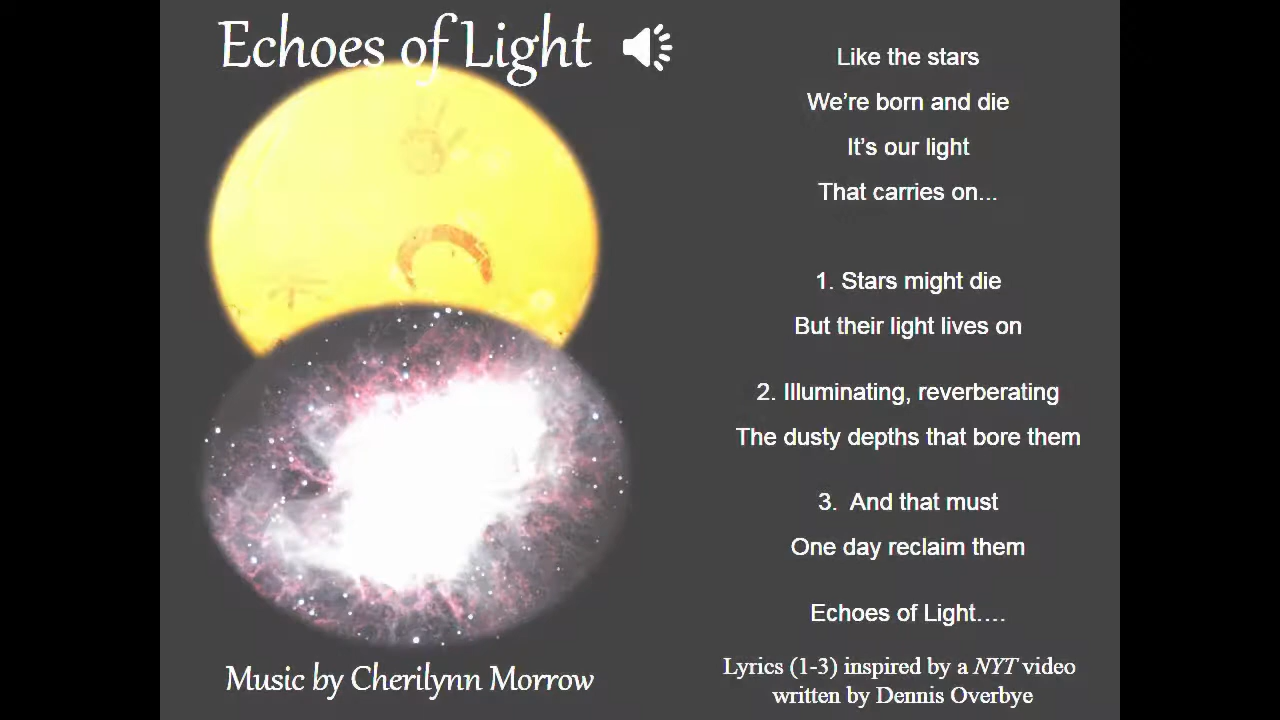 Echoes of Light
Like the stars
We’re born and die
It’s our light
That carries on...
1. Stars might die
But their light lives on
2. Illuminating, reverberating
The dusty depths that bore them
3. And that must
One day reclaim them
Echoes of Light….
Music by Cherilynn Morrow
Lyrics (1-3) inspired by a NYT video
written by Dennis Overbye